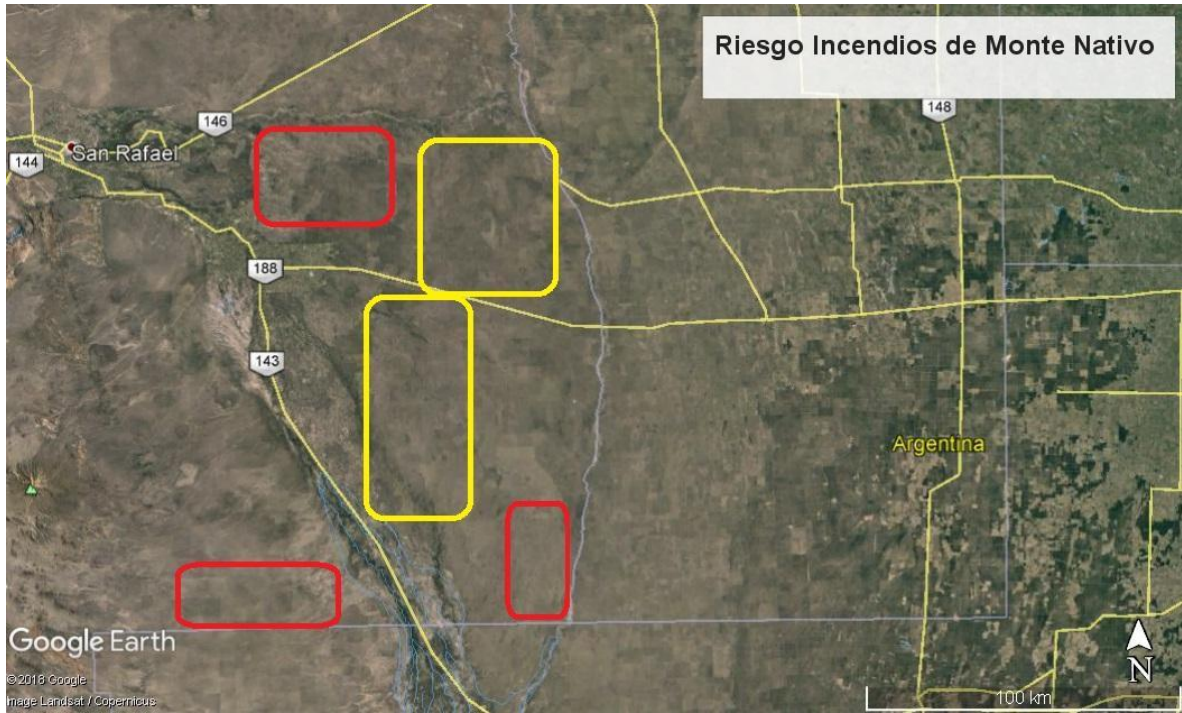 Riesgo Incendios de Monte Nativo
146
148
San Rafael
144
188
143
Argentina
Google Earth
©2018 Google
mage Landsat / Copernicus
N
100 km